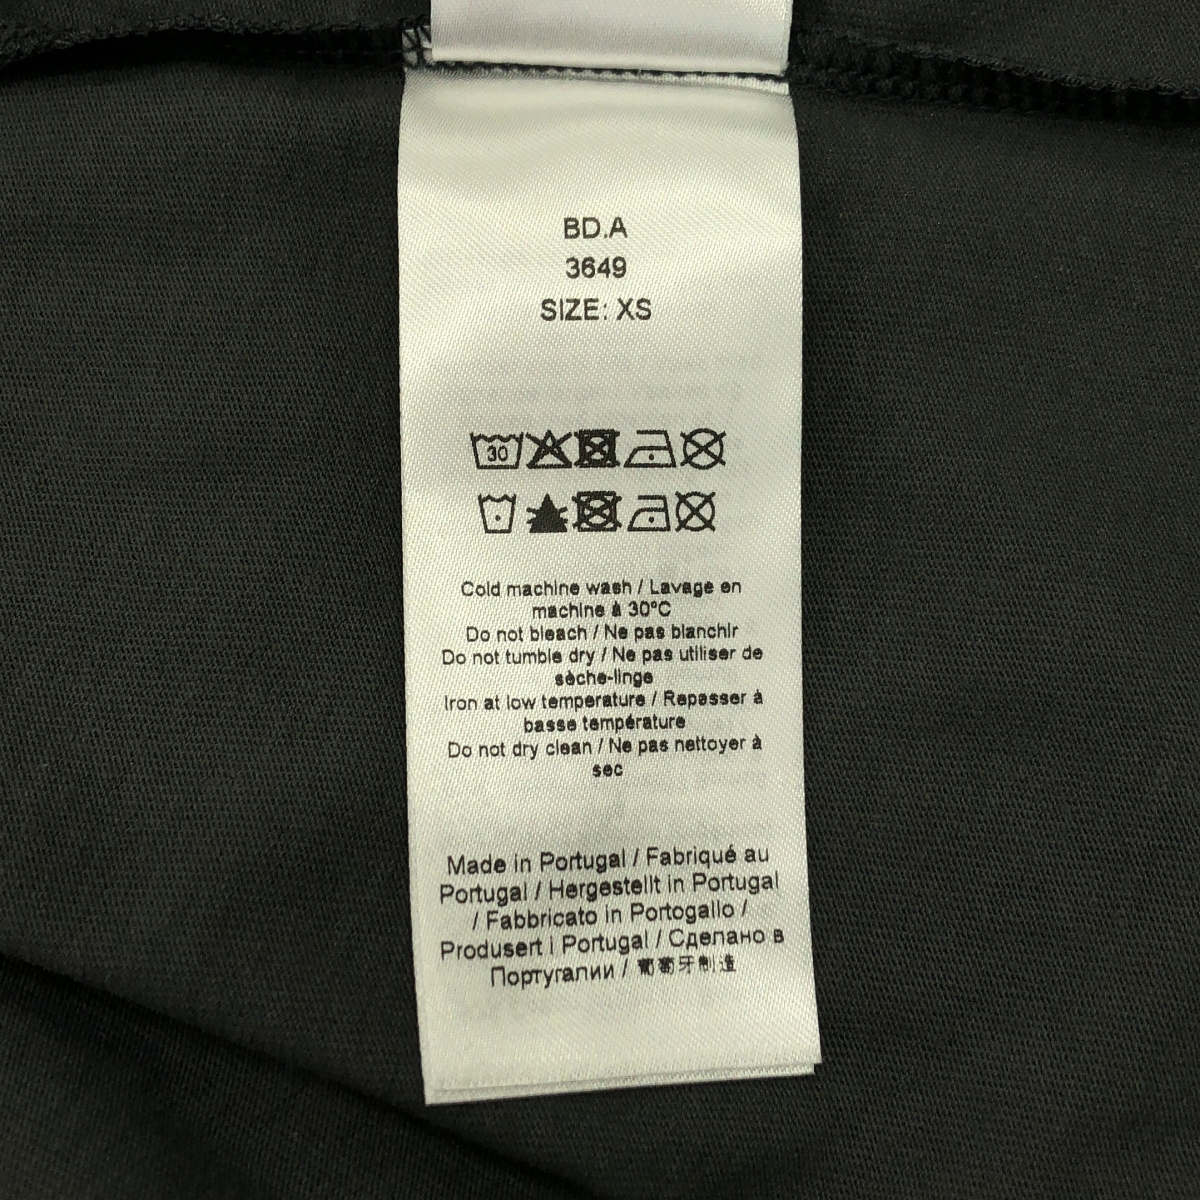 BD.A
3649
SIZE: XS
30
Cold machine wash / Lavage en
machine à 30°C
Do not bleach / Ne pas blanchir
Do not tumble dry / Ne pas utiliser de
sèche-linge
Iron at low temperature / Repasser à
basse température
Do not dry clean / Ne pas nettoyer à
sec
Made in Portugal / Fabriqué au
Portugal / Hergestellt in Portugal
/ Fabbricato in Portogallo /
Produsert i Portugal / Сделано в
Португалии / 葡萄牙制造